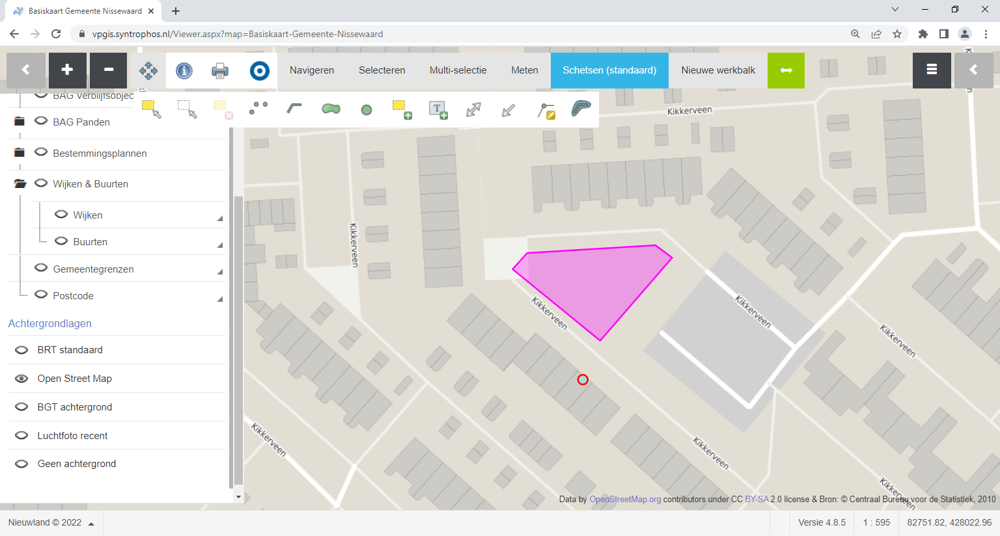 Basiskaart Gemeente Nissewaard
vpgis.syntrophos.nl/Viewer.aspx?map=Basiskaart-Gemeente-Nissewaard
Navigeren
Selecteren
Multi-selectie
Meten
Schetsen (standaard)
Nieuwe werkbalk
BAG Verblijfsobjec
BAG Panden
Bestemmingsplannen
Wijken & Buurten
Wijken
Buurten
Gemeentegrenzen
Postcode
Achtergrondlagen
BRT standaard
Open Street Map
BGT achtergrond
Luchtfoto recent
Geen achtergrond
T
Kikkerveen
Kikkerveen
Kikkerveen
Kikkerveen
Kikkerveen
Kikkerveen
Kikkerveen
Kikkerveen
Data by OpenStreetMap.org contributors under CC BY-SA 2.0 license & Bron: © Centraal Bureau voor de Statistiek, 2010
Nieuwland © 2022
Versie 4.8.5
1 : 595
82751.82, 428022.96